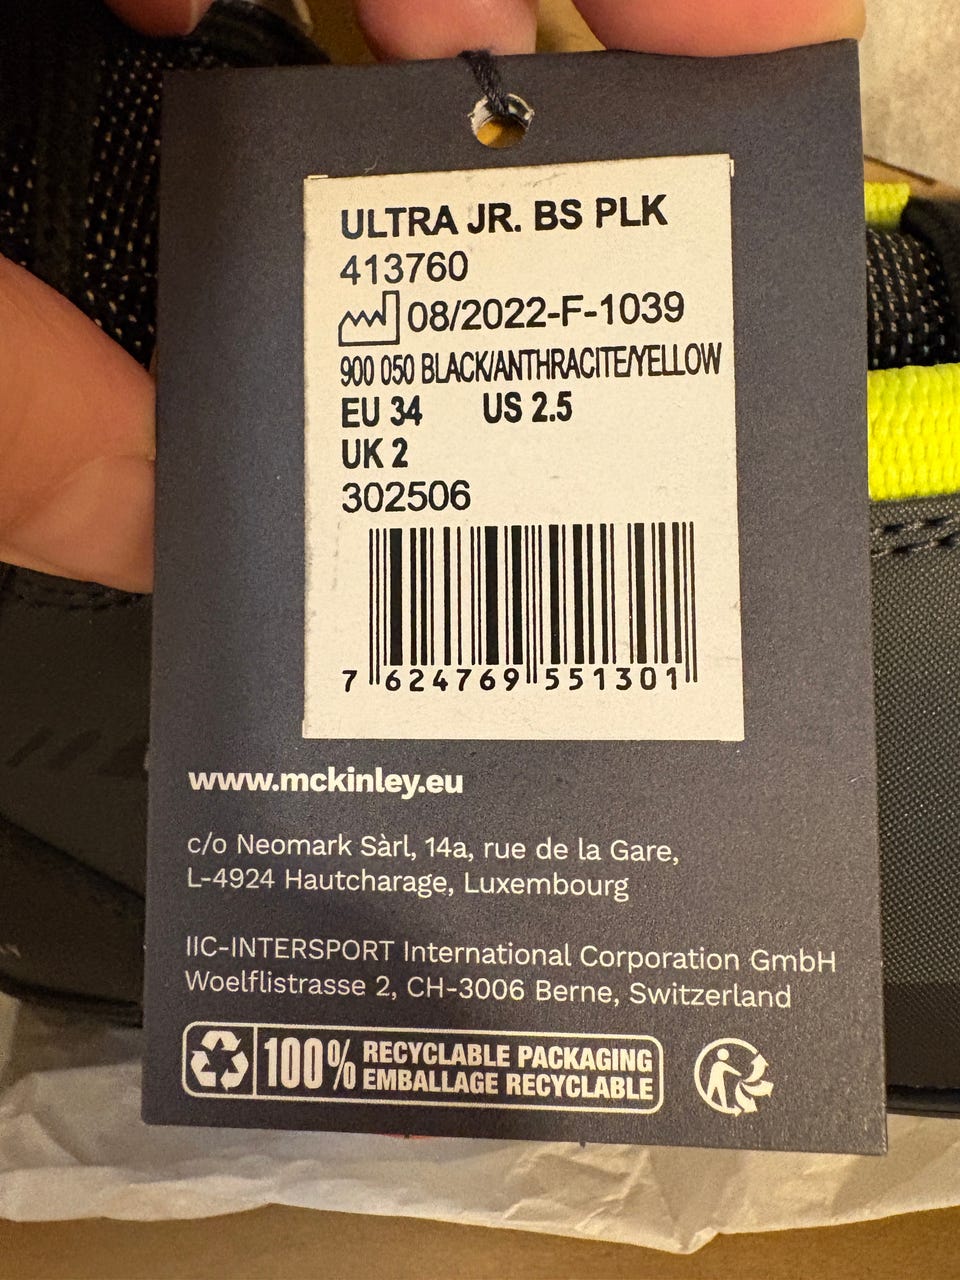 ULTRA JR. BS PLK
413760
08/2022-F-1039
900 050 BLACK/ANTHRACITE/YELLOW
EU 34 US 2.5
UK 2
302506
7 624769 551301
www.mckinley.eu
c/o Neomark Sàrl, 14a, rue de la Gare,
L-4924 Hautcharage, Luxembourg
IIC-INTERSPORT International Corporation GmbH
Woelflistrasse 2, CH-3006 Berne, Switzerland
100% RECYCLABLE PACKAGING
EMBALLAGE RECYCLABLE